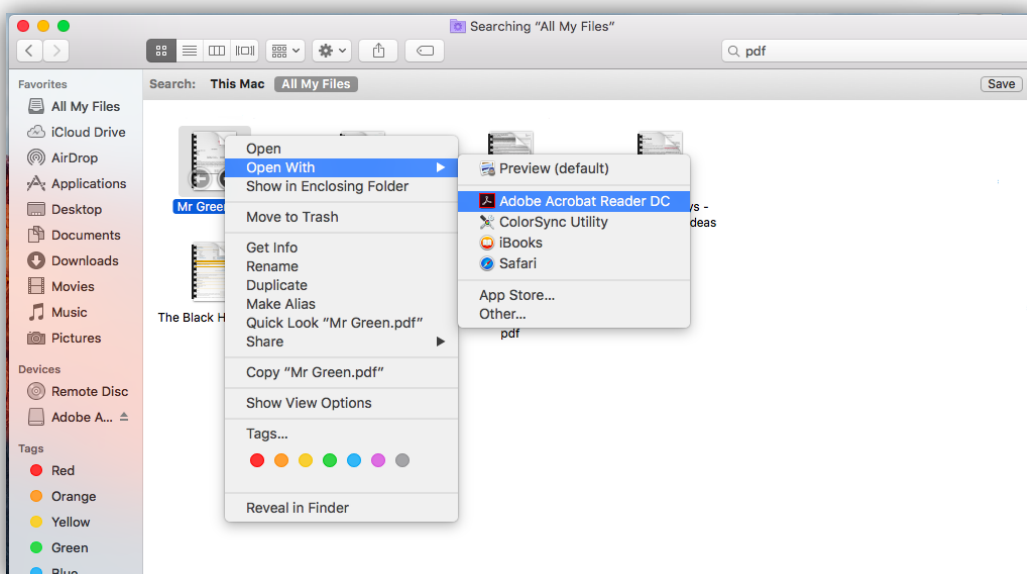 Searching “All My Files”
pdf
Search: This Mac All My Files Save
Favorites
All My Files
iCloud Drive
AirDrop
Applications
Desktop
Documents
Downloads
Movies
Music
Pictures
Devices
Remote Disc
Adobe A...
Tags
Red
Orange
Yellow
Green
Blue
Mr Gree
The Black H
Open
Open With
Show in Enclosing Folder
Move to Trash
Get Info
Rename
Duplicate
Make Alias
Quick Look “Mr Green.pdf”
Share
Copy “Mr Green.pdf”
Show View Options
Tags...
Reveal in Finder
Preview (default)
Adobe Acrobat Reader DC
ColorSync Utility
iBooks
Safari
App Store...
Other...
ys -
deas
pdf